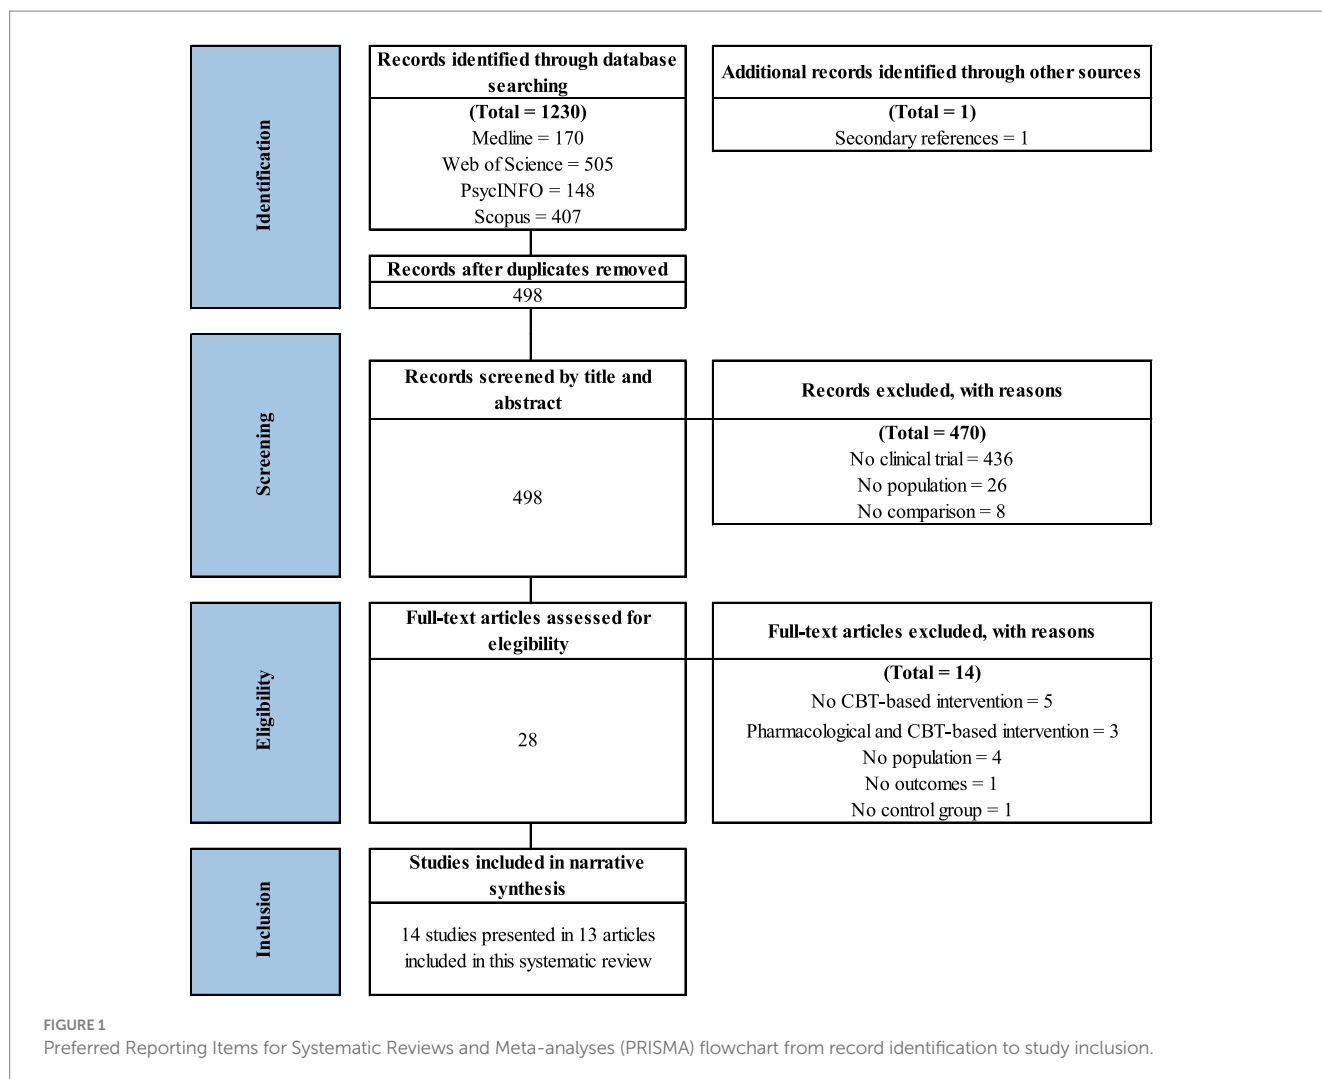 Identification
Records identified through database
searching
(Total = 1230)
Medline = 170
Web of Science = 505
PsycINFO = 148
Scopus = 407
Additional records identified through other sources
(Total = 1)
Secondary references = 1
Records after duplicates removed
498
Screening
Records screened by title and
abstract
498
Records excluded, with reasons
(Total = 470)
No clinical trial = 436
No population = 26
No comparison = 8
Eligibility
Full-text articles assessed for
elegibility
28
Full-text articles excluded, with reasons
(Total = 14)
No CBT-based intervention = 5
Pharmacological and CBT-based intervention = 3
No population = 4
No outcomes = 1
No control group = 1
Inclusion
Studies included in narrative
synthesis
14 studies presented in 13 articles
included in this systematic review
FIGURE 1
Preferred Reporting Items for Systematic Reviews and Meta-analyses (PRISMA) flowchart from record identification to study inclusion.